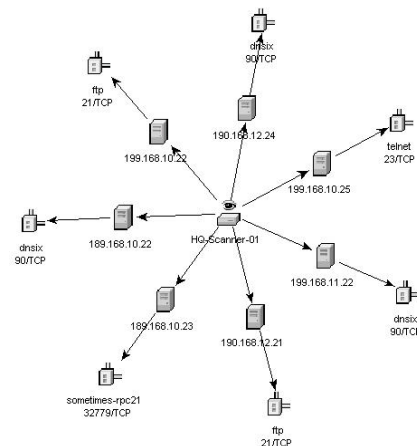 dnsix
90/TCP
ftp
21/TCP
190.168.12.24
telnet
23/TCP
199.168.10.22
199.168.10.25
dnsix
90/TCP
189.168.10.22
HQ-Scanner-01
199.168.11.22
dnsix
90/TCP
189.168.10.23
190.168.12.21
sometimes-rpc21
32779/TCP
ftp
21/TCP